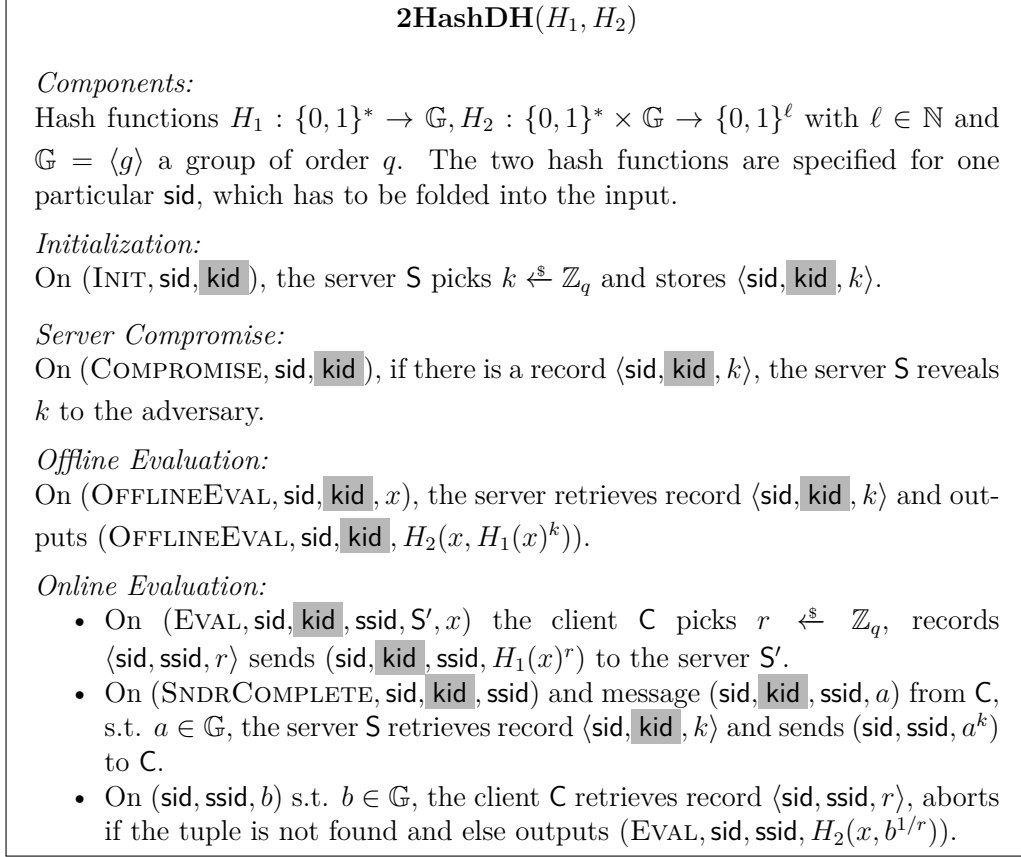 2HashDH(H₁, H₂)
Components:
Hash functions H₁ : {0, 1}* → 𝔾, H₂ : {0, 1}* × 𝔾 → {0, 1}^ℓ with ℓ ∈ ℕ and
𝔾 = ⟨g⟩ a group of order q. The two hash functions are specified for one
particular sid, which has to be folded into the input.
Initialization:
On (INIT, sid, kid ), the server S picks k ←$ ℤ_q and stores ⟨sid, kid , k⟩.
Server Compromise:
On (COMPROMISE, sid, kid ), if there is a record ⟨sid, kid , k⟩, the server S reveals
k to the adversary.
Offline Evaluation:
On (OFFLINEEVAL, sid, kid , x), the server retrieves record ⟨sid, kid , k⟩ and out-
puts (OFFLINEEVAL, sid, kid , H₂(x, H₁(x)^k)).
Online Evaluation:
• On (EVAL, sid, kid , ssid, S′, x) the client C picks r ←$ ℤ_q, records
⟨sid, ssid, r⟩ sends (sid, kid , ssid, H₁(x)^r) to the server S′.
• On (SNDRCOMPLETE, sid, kid , ssid) and message (sid, kid , ssid, a) from C,
s.t. a ∈ 𝔾, the server S retrieves record ⟨sid, kid , k⟩ and sends (sid, ssid, a^k)
to C.
• On (sid, ssid, b) s.t. b ∈ 𝔾, the client C retrieves record ⟨sid, ssid, r⟩, aborts
if the tuple is not found and else outputs (EVAL, sid, ssid, H₂(x, b^{1/r})).